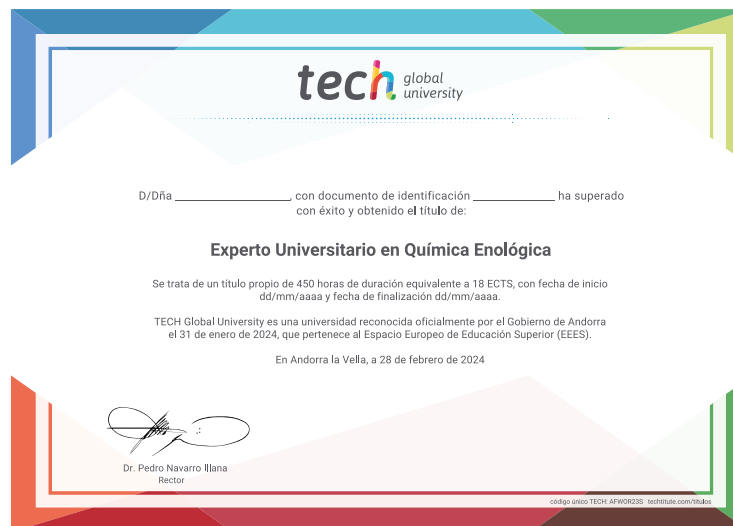 tech global
university
D/Dña ____________________, con documento de identificación ______________ ha superado
con éxito y obtenido el título de:
Experto Universitario en Química Enológica
Se trata de un título propio de 450 horas de duración equivalente a 18 ECTS, con fecha de inicio
dd/mm/aaaa y fecha de finalización dd/mm/aaaa.
TECH Global University es una universidad reconocida oficialmente por el Gobierno de Andorra
el 31 de enero de 2024, que pertenece al Espacio Europeo de Educación Superior (EEES).
En Andorra la Vella, a 28 de febrero de 2024
Dr. Pedro Navarro Illana
Rector
código único TECH: AFWOR23S techtitute.com/titulos